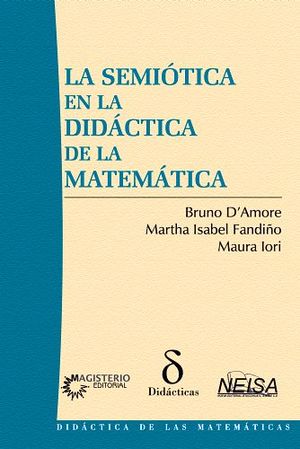 LA SEMIÓTICA
EN LA
DIDÁCTICA
DE LA
MATEMÁTICA
Bruno D'Amore
Martha Isabel Fandiño
Maura Iori
MAGISTERIO
EDITORIAL
δ
Didácticas
NEISA
DIDÁCTICA DE LAS MATEMÁTICAS